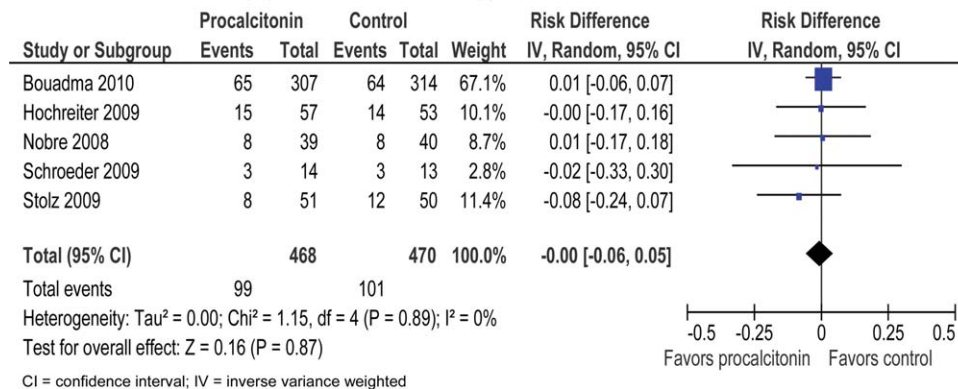 Procalcitonin Control Risk Difference Risk Difference
Study or Subgroup Events Total Events Total Weight IV, Random, 95% CI IV, Random, 95% CI
Bouadma 2010 65 307 64 314 67.1% 0.01 [-0.06, 0.07]
Hochreiter 2009 15 57 14 53 10.1% -0.00 [-0.17, 0.16]
Nobre 2008 8 39 8 40 8.7% 0.01 [-0.17, 0.18]
Schroeder 2009 3 14 3 13 2.8% -0.02 [-0.33, 0.30]
Stolz 2009 8 51 12 50 11.4% -0.08 [-0.24, 0.07]
Total (95% CI) 468 470 100.0% -0.00 [-0.06, 0.05]
Total events 99 101
Heterogeneity: Tau² = 0.00; Chi² = 1.15, df = 4 (P = 0.89); I² = 0%
Test for overall effect: Z = 0.16 (P = 0.87)
-0.5 -0.25 0 0.25 0.5
Favors procalcitonin Favors control
CI = confidence interval; IV = inverse variance weighted